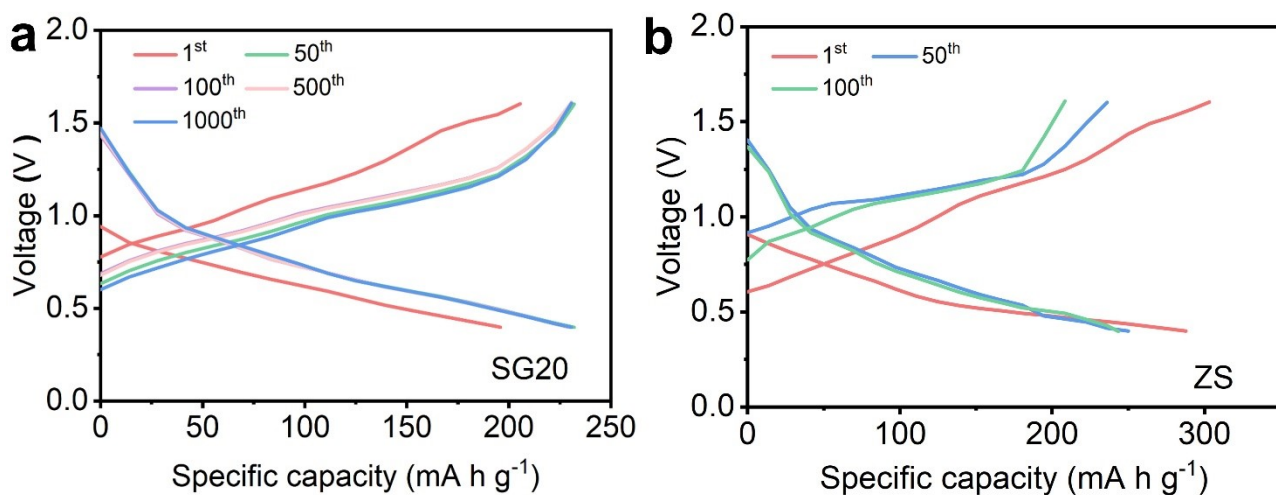 a
Voltage (V)
2.0
1.5
1.0
0.5
0.0
1st
50th
100th
500th
1000th
SG20
0
50
100
150
200
250
Specific capacity (mA h g-1)
b
Voltage (V)
2.0
1.5
1.0
0.5
0.0
1st
50th
100th
ZS
0
100
200
300
Specific capacity (mA h g-1)